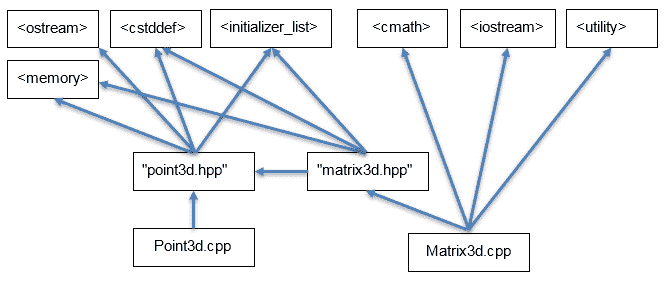 <ostream>
<cstddef>
<initializer_list>
<cmath>
<iostream>
<utility>
<memory>
"point3d.hpp"
"matrix3d.hpp"
Point3d.cpp
Matrix3d.cpp